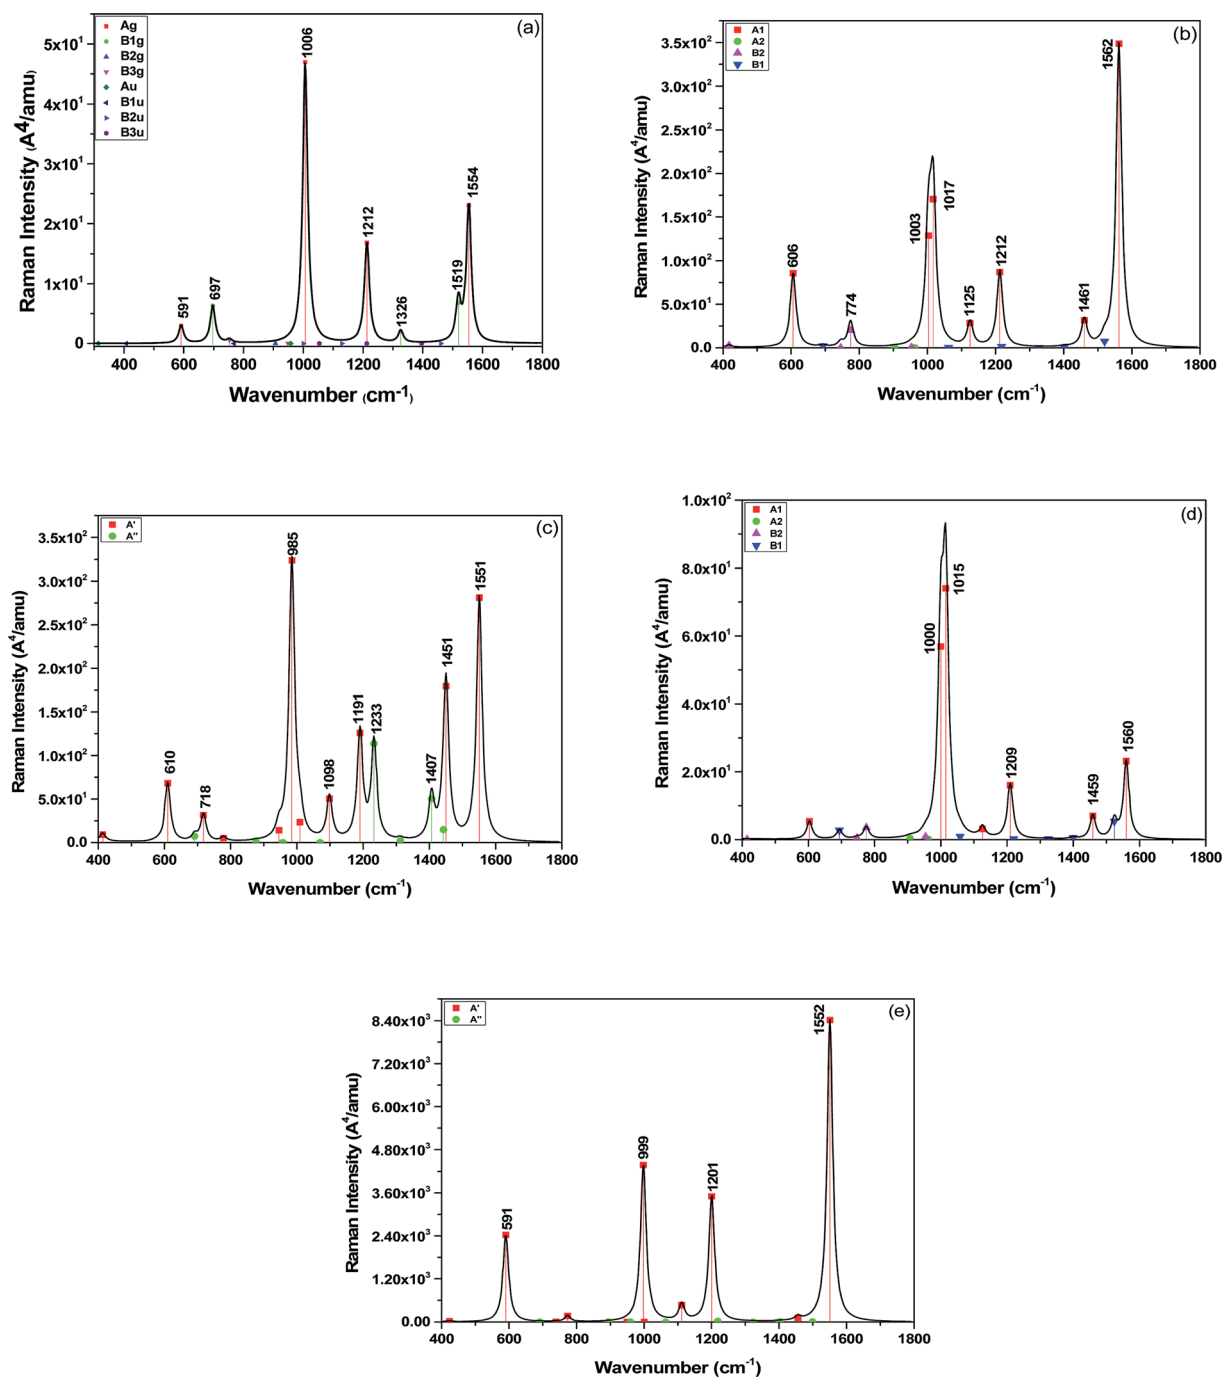 (a)
Ag
B1g
B2g
B3g
Au
B1u
B2u
B3u
5x10¹
4x10¹
3x10¹
2x10¹
1x10¹
0
591
697
1006
1212
1326
1519
1554
400 600 800 1000 1200 1400 1600 1800
Raman Intensity (A⁴/amu)
Wavenumber (cm⁻¹)
(b)
A1
A2
B2
B1
3.5x10²
3.0x10²
2.5x10²
2.0x10²
1.5x10²
1.0x10²
5.0x10¹
0.0
606
774
1003
1017
1125
1212
1461
1562
400 600 800 1000 1200 1400 1600 1800
Raman Intensity (A⁴/amu)
Wavenumber (cm⁻¹)
(c)
A'
A"
3.5x10²
3.0x10²
2.5x10²
2.0x10²
1.5x10²
1.0x10²
5.0x10¹
0.0
610
718
985
1098
1191
1233
1407
1451
1551
400 600 800 1000 1200 1400 1600 1800
Raman Intensity (A⁴/amu)
Wavenumber (cm⁻¹)
(d)
A1
A2
B2
B1
1.0x10²
8.0x10¹
6.0x10¹
4.0x10¹
2.0x10¹
0.0
1000
1015
1209
1459
1560
400 600 800 1000 1200 1400 1600 1800
Raman Intensity (A⁴/amu)
Wavenumber (cm⁻¹)
(e)
A'
A"
8.40x10³
7.20x10³
6.00x10³
4.80x10³
3.60x10³
2.40x10³
1.20x10³
0.00
591
999
1201
1552
400 600 800 1000 1200 1400 1600 1800
Raman Intensity (A⁴/amu)
Wavenumber (cm⁻¹)